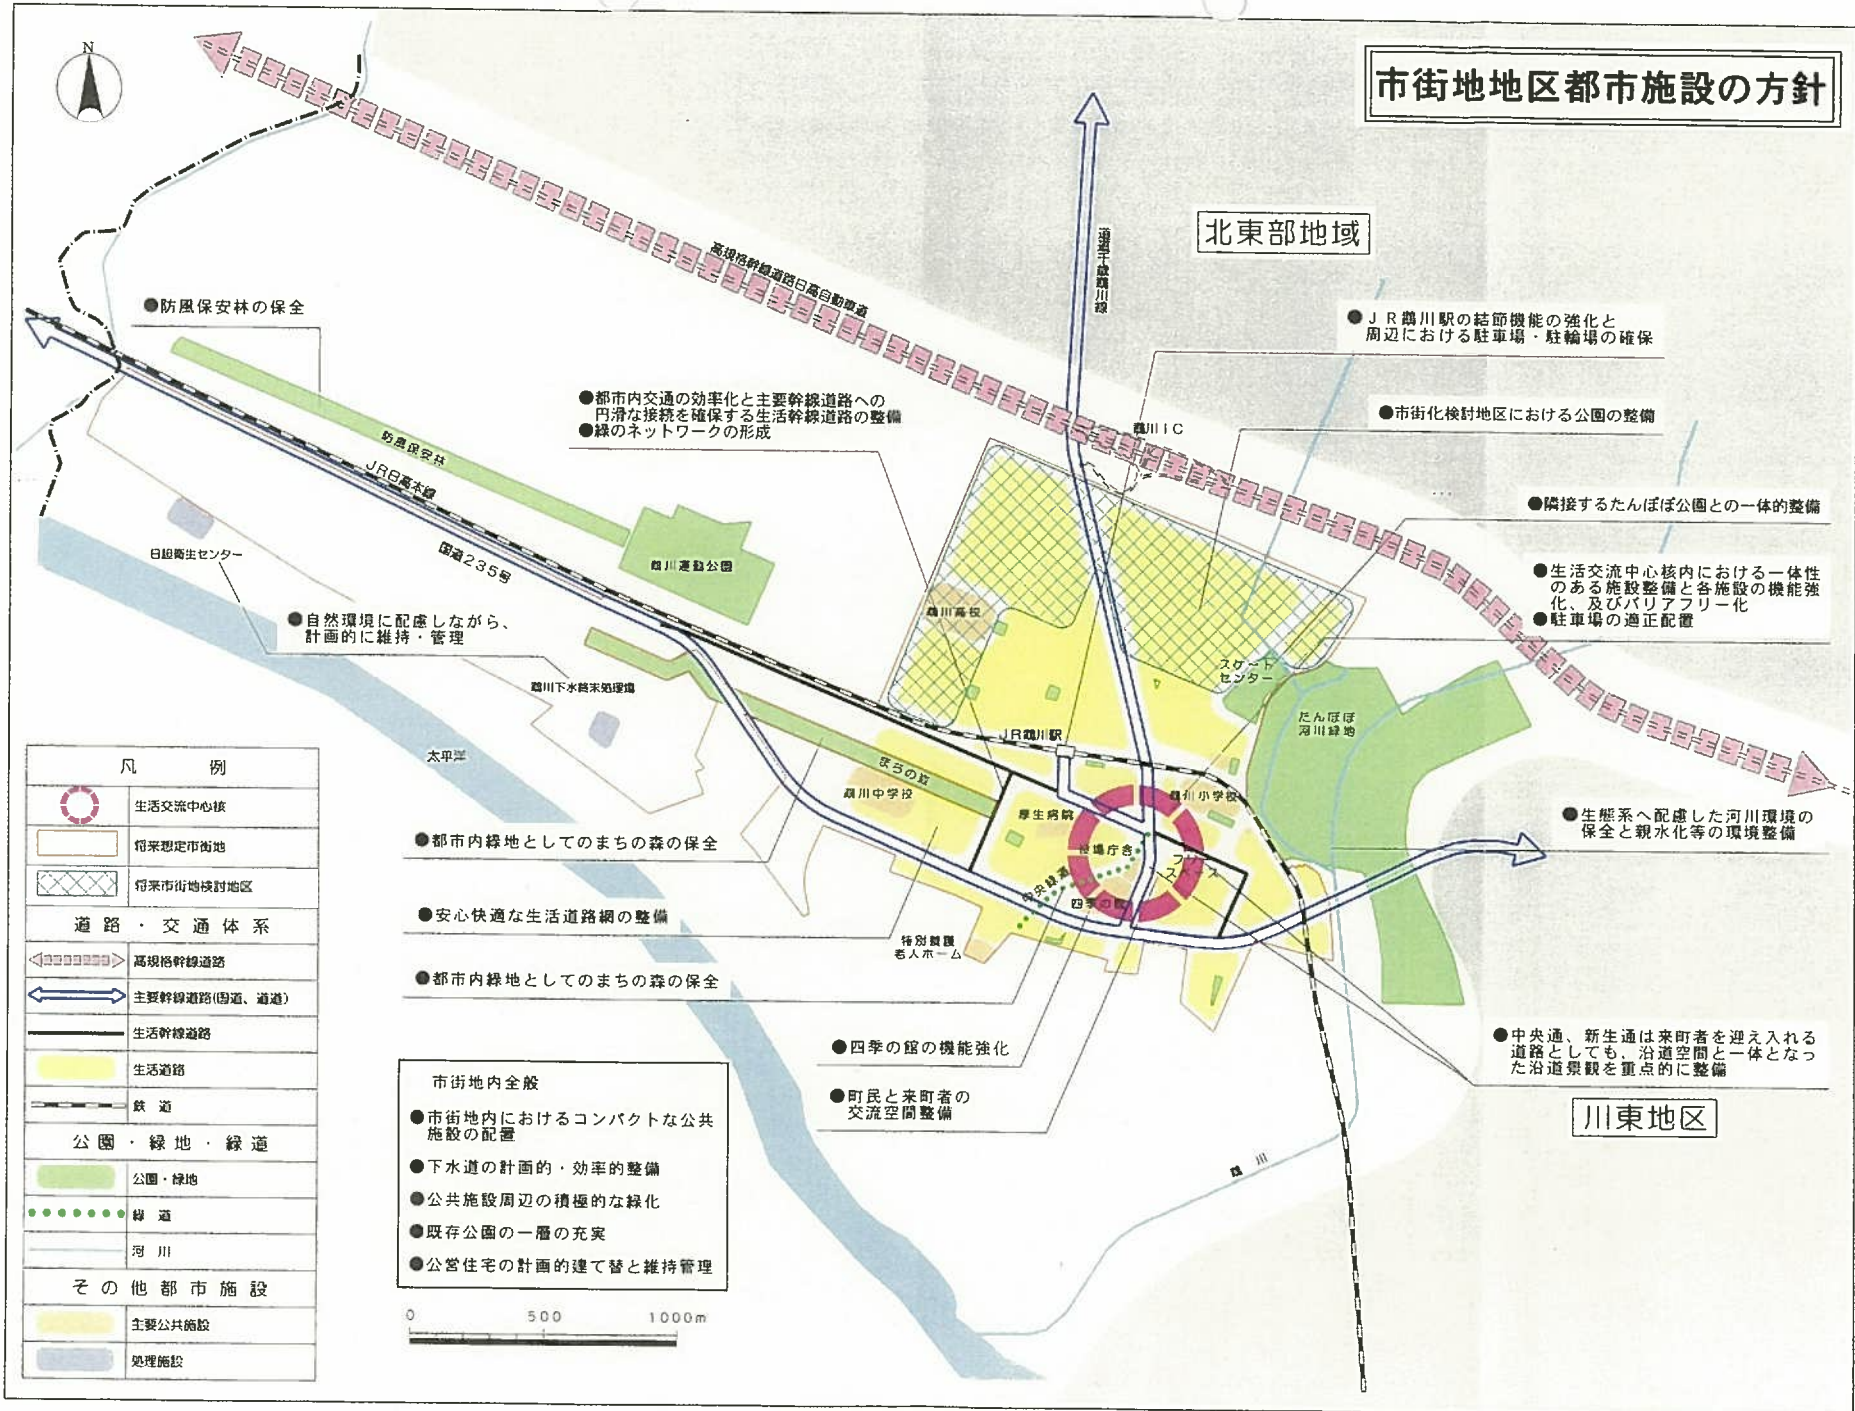 市街地地区都市施設の方針
N
北東部地域
高規格幹線道路日高自動車道
道道千歳鵡川線
●防風保安林の保全
●JR鵡川駅の結節機能の強化と
周辺における駐車場・駐輪場の確保
●都市内交通の効率化と主要幹線道路への
円滑な接続を確保する生活幹線道路の整備
●緑のネットワークの形成
●市街化検討地区における公園の整備
鵡川IC
防風保安林
JR日高本線
国道235号
鵡川運動公園
●隣接するたんぽぽ公園との一体的整備
日胆衛生センター
●生活交流中心核内における一体性
のある施設整備と各施設の機能強
化、及びバリアフリー化
●駐車場の適正配置
鵡川高校
●自然環境に配慮しながら、
計画的に維持・管理
スケート
センター
鵡川下水終末処理場
たんぽぽ
河川緑地
太平洋
JR鵡川駅
まちの森
鵡川中学校
鵡川小学校
厚生病院
役場庁舎
フリー
スペース
中央緑道
四季の館
特別養護
老人ホーム
●生態系へ配慮した河川環境の
保全と親水化等の環境整備
●都市内緑地としてのまちの森の保全
●安心快適な生活道路網の整備
●都市内緑地としてのまちの森の保全
●四季の館の機能強化
●町民と来町者の
交流空間整備
●中央通、新生通は来町者を迎え入れる
道路としても、沿道空間と一体となっ
た沿道景観を重点的に整備
川東地区
鵡川
凡例
生活交流中心核
将来想定市街地
将来市街地検討地区
道路・交通体系
高規格幹線道路
主要幹線道路(国道、道道)
生活幹線道路
生活道路
鉄道
公園・緑地・緑道
公園・緑地
緑道
河川
その他都市施設
主要公共施設
処理施設
市街地内全般
●市街地内におけるコンパクトな公共
施設の配置
●下水道の計画的・効率的整備
●公共施設周辺の積極的な緑化
●既存公園の一層の充実
●公営住宅の計画的建て替と維持管理
0 500 1000m